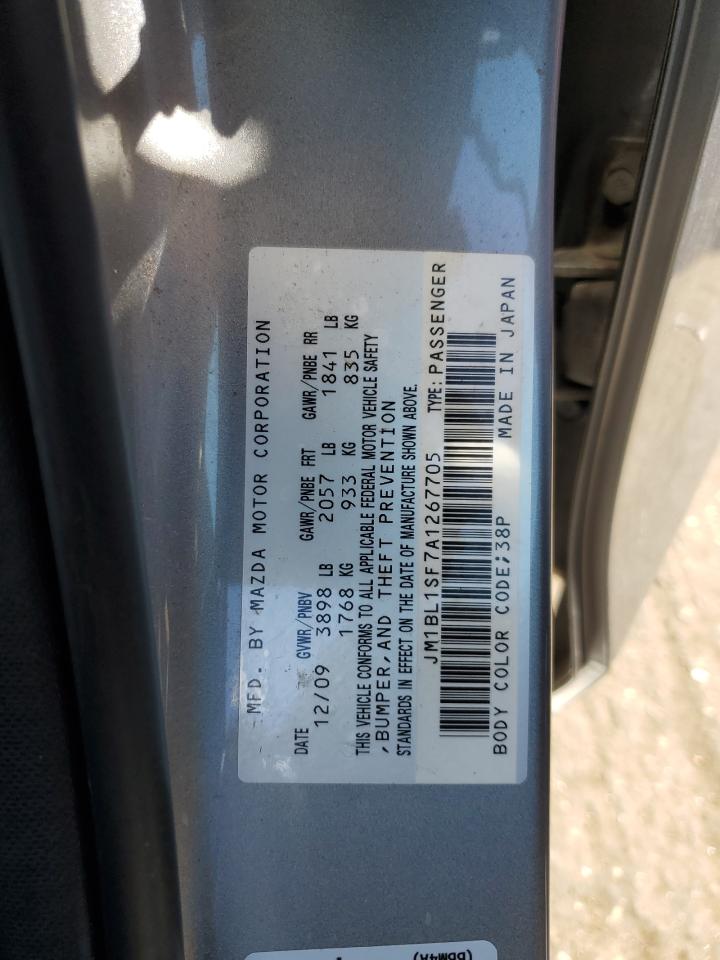 MFD. BY MAZDA MOTOR CORPORATION
DATE GVWR/PNBV GAWR/PNBE FRT GAWR/PNBE RR
12/09 3898 LB 2057 LB 1841 LB
1768 KG 933 KG 835 KG
THIS VEHICLE CONFORMS TO ALL APPLICABLE FEDERAL MOTOR VEHICLE SAFETY
,BUMPER,AND THEFT PREVENTION
STANDARDS IN EFFECT ON THE DATE OF MANUFACTURE SHOWN ABOVE.
JM1BL1SF7A1267705 TYPE:PASSENGER
BODY COLOR CODE;38P MADE IN JAPAN